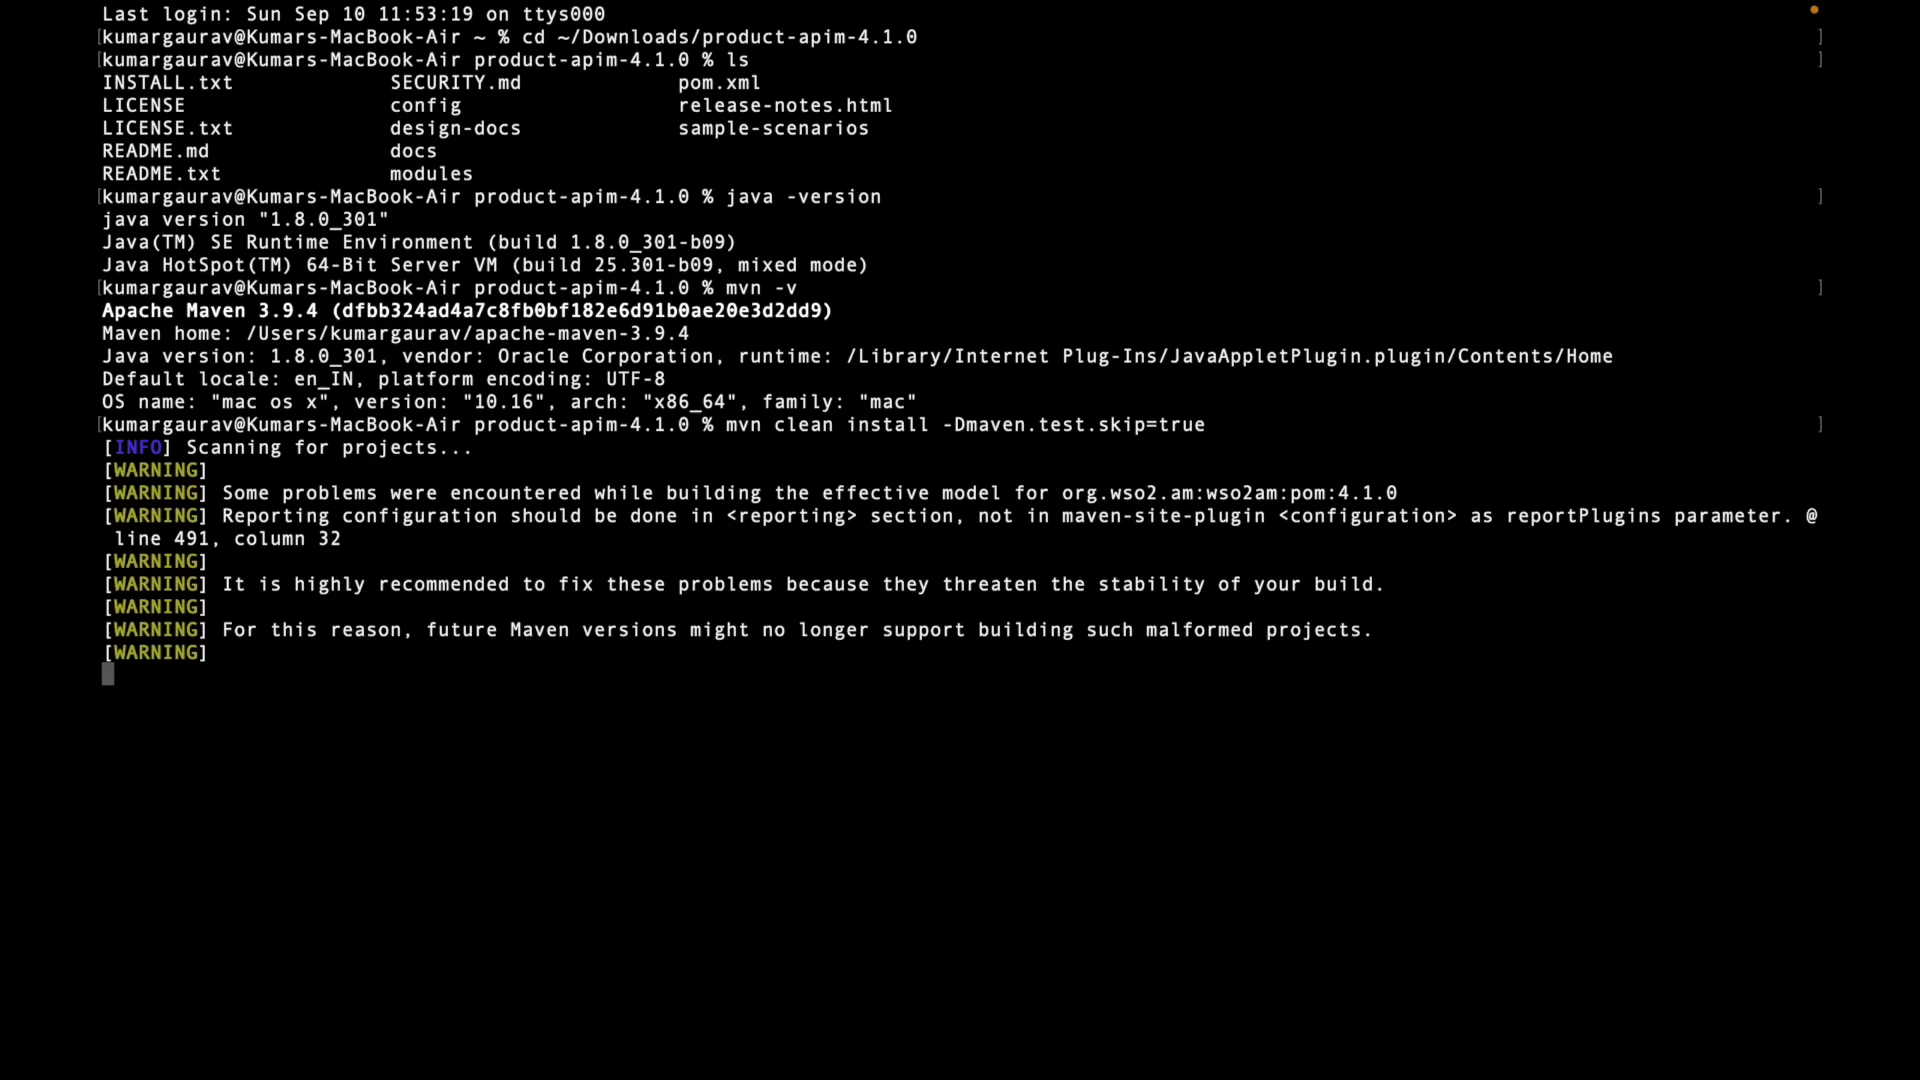 Last login: Sun Sep 10 11:53:19 on ttys000
[kumargaurav@Kumars-MacBook-Air ~ % cd ~/Downloads/product-apim-4.1.0 ]
[kumargaurav@Kumars-MacBook-Air product-apim-4.1.0 % ls ]
INSTALL.txt SECURITY.md pom.xml
LICENSE config release-notes.html
LICENSE.txt design-docs sample-scenarios
README.md docs
README.txt modules
[kumargaurav@Kumars-MacBook-Air product-apim-4.1.0 % java -version ]
java version "1.8.0_301"
Java(TM) SE Runtime Environment (build 1.8.0_301-b09)
Java HotSpot(TM) 64-Bit Server VM (build 25.301-b09, mixed mode)
[kumargaurav@Kumars-MacBook-Air product-apim-4.1.0 % mvn -v ]
Apache Maven 3.9.4 (dfbb324ad4a7c8fb0bf182e6d91b0ae20e3d2dd9)
Maven home: /Users/kumargaurav/apache-maven-3.9.4
Java version: 1.8.0_301, vendor: Oracle Corporation, runtime: /Library/Internet Plug-Ins/JavaAppletPlugin.plugin/Contents/Home
Default locale: en_IN, platform encoding: UTF-8
OS name: "mac os x", version: "10.16", arch: "x86_64", family: "mac"
[kumargaurav@Kumars-MacBook-Air product-apim-4.1.0 % mvn clean install -Dmaven.test.skip=true ]
[INFO] Scanning for projects...
[WARNING]
[WARNING] Some problems were encountered while building the effective model for org.wso2.am:wso2am:pom:4.1.0
[WARNING] Reporting configuration should be done in <reporting> section, not in maven-site-plugin <configuration> as reportPlugins parameter. @
line 491, column 32
[WARNING]
[WARNING] It is highly recommended to fix these problems because they threaten the stability of your build.
[WARNING]
[WARNING] For this reason, future Maven versions might no longer support building such malformed projects.
[WARNING]